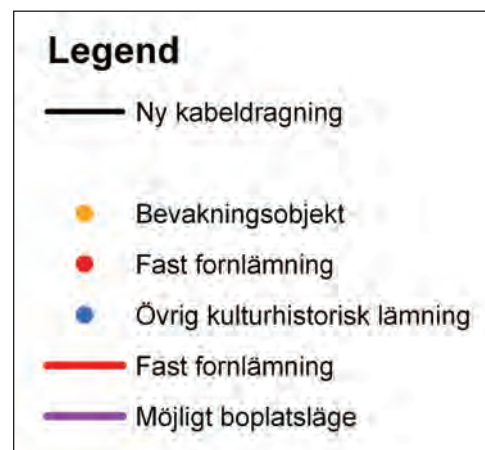 Legend
Ny kabeldragning
Bevakningsobjekt
Fast fornlämning
Övrig kulturhistorisk lämning
Fast fornlämning
Möjligt boplatsläge